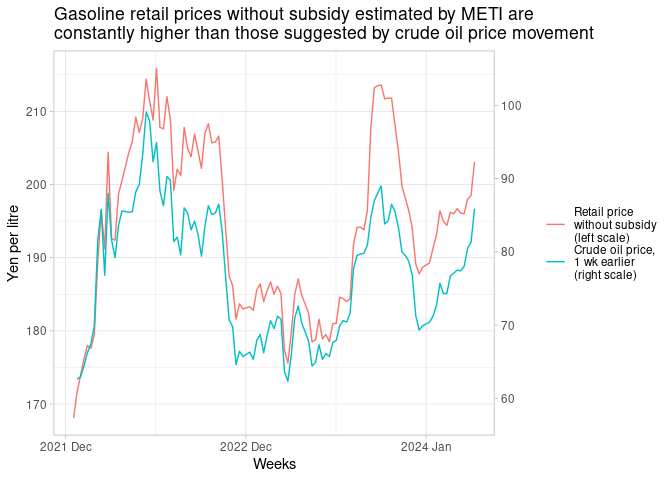 Gasoline retail prices without subsidy estimated by METI are
constantly higher than those suggested by crude oil price movement
Yen per litre
210
200
190
180
170
100
90
80
70
60
2021 Dec
2022 Dec
2024 Jan
Weeks
Retail price
without subsidy
(left scale)
Crude oil price,
1 wk earlier
(right scale)